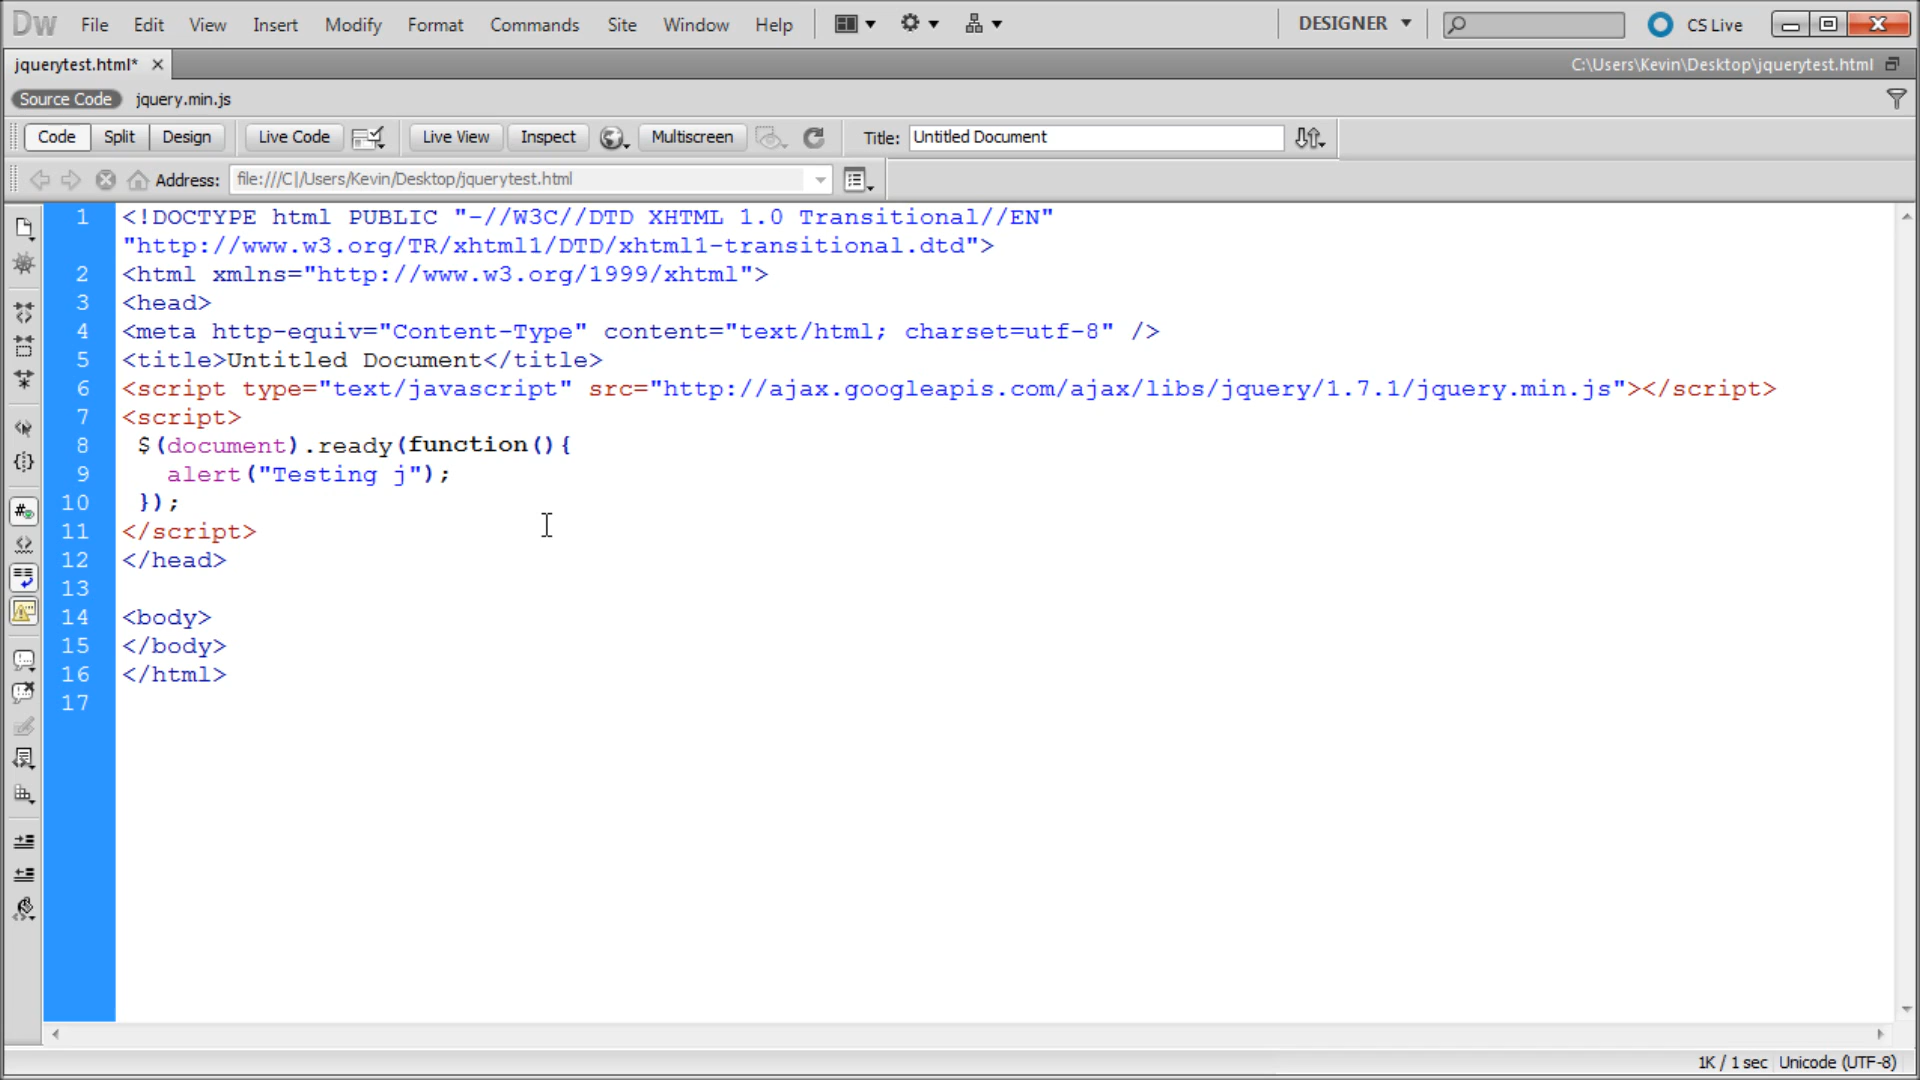 Dw File Edit View Insert Modify Format Commands Site Window Help DESIGNER CS Live
jquerytest.html* C:\Users\Kevin\Desktop\jquerytest.html
Source Code jquery.min.js
Code Split Design Live Code Live View Inspect Multiscreen Title: Untitled Document
Address: file:///C|/Users/Kevin/Desktop/jquerytest.html
1 <!DOCTYPE html PUBLIC "-//W3C//DTD XHTML 1.0 Transitional//EN"
"http://www.w3.org/TR/xhtml1/DTD/xhtml1-transitional.dtd">
2 <html xmlns="http://www.w3.org/1999/xhtml">
3 <head>
4 <meta http-equiv="Content-Type" content="text/html; charset=utf-8" />
5 <title>Untitled Document</title>
6 <script type="text/javascript" src="http://ajax.googleapis.com/ajax/libs/jquery/1.7.1/jquery.min.js"></script>
7 <script>
8 $(document).ready(function(){
9 alert("Testing j");
10 });
11 </script>
12 </head>
13
14 <body>
15 </body>
16 </html>
17
1K / 1 sec Unicode (UTF-8)